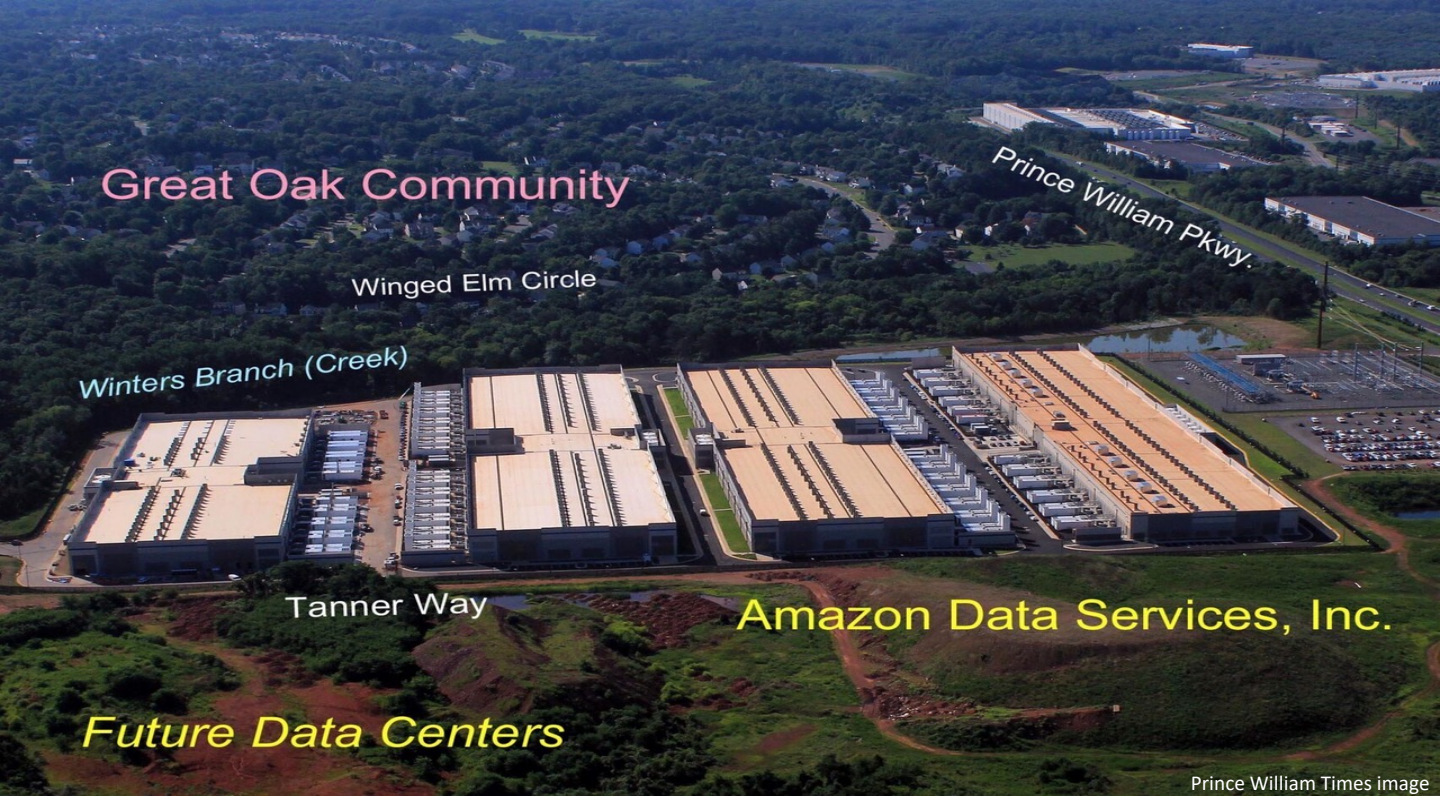 Great Oak Community
Prince William Pkwy.
Winged Elm Circle
Winters Branch (Creek)
Tanner Way
Amazon Data Services, Inc.
Future Data Centers
Prince William Times image